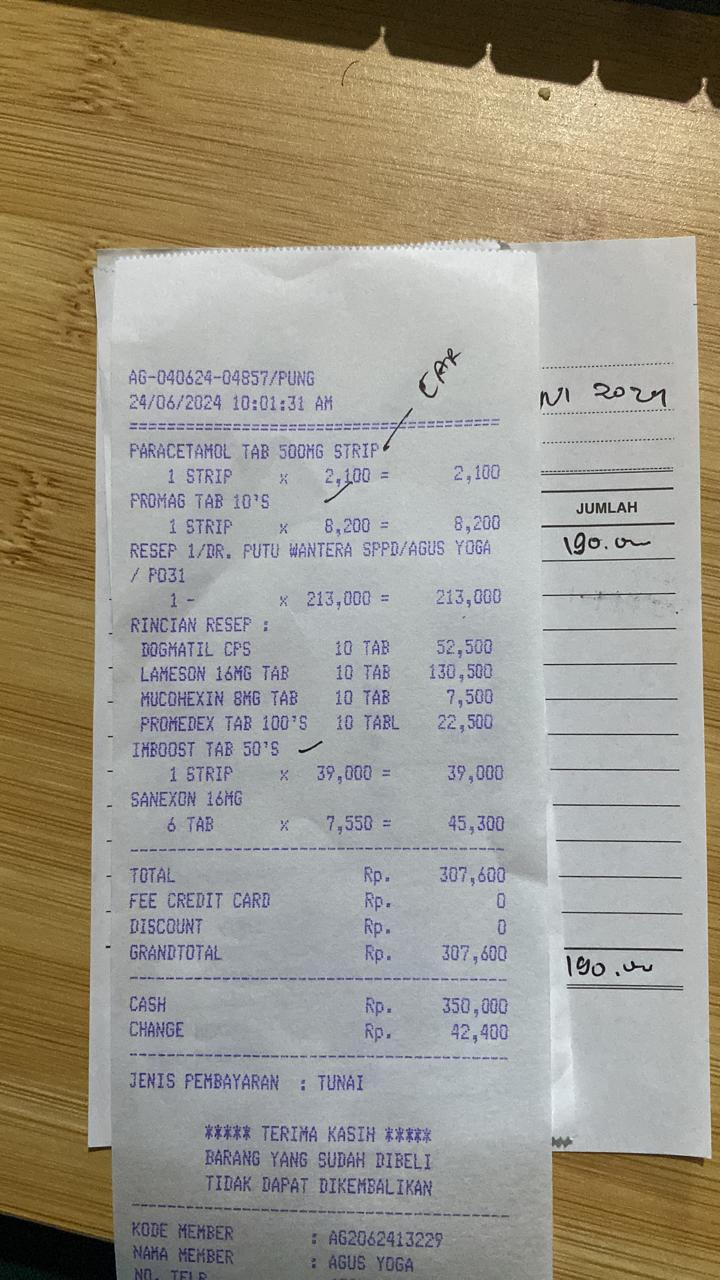 AG-040624-04857/PUNG
24/06/2024 10:01:31 AM
========================================
PARACETAMOL TAB 500MG STRIP
1 STRIP x 2,100 = 2,100
PROMAG TAB 10'S
1 STRIP x 8,200 = 8,200
RESEP 1/DR. PUTU WANTERA SPPD/AGUS YOGA
/ P031
1 - x 213,000 = 213,000
RINCIAN RESEP :
DOGMATIL CPS 10 TAB 52,500
LAMESON 16MG TAB 10 TAB 130,500
MUCOHEXIN 8MG TAB 10 TAB 7,500
PROMEDEX TAB 100'S 10 TABL 22,500
IMBOOST TAB 50'S
1 STRIP x 39,000 = 39,000
SANEXON 16MG
6 TAB x 7,550 = 45,300
----------------------------------------
TOTAL Rp. 307,600
FEE CREDIT CARD Rp. 0
DISCOUNT Rp. 0
GRANDTOTAL Rp. 307,600
----------------------------------------
CASH Rp. 350,000
CHANGE Rp. 42,400
----------------------------------------
JENIS PEMBAYARAN : TUNAI
***** TERIMA KASIH *****
BARANG YANG SUDAH DIBELI
TIDAK DAPAT DIKEMBALIKAN
----------------------------------------
KODE MEMBER : AG2062413229
NAMA MEMBER : AGUS YOGA
NO. TELP
NI 2024
JUMLAH
190.00
190.00